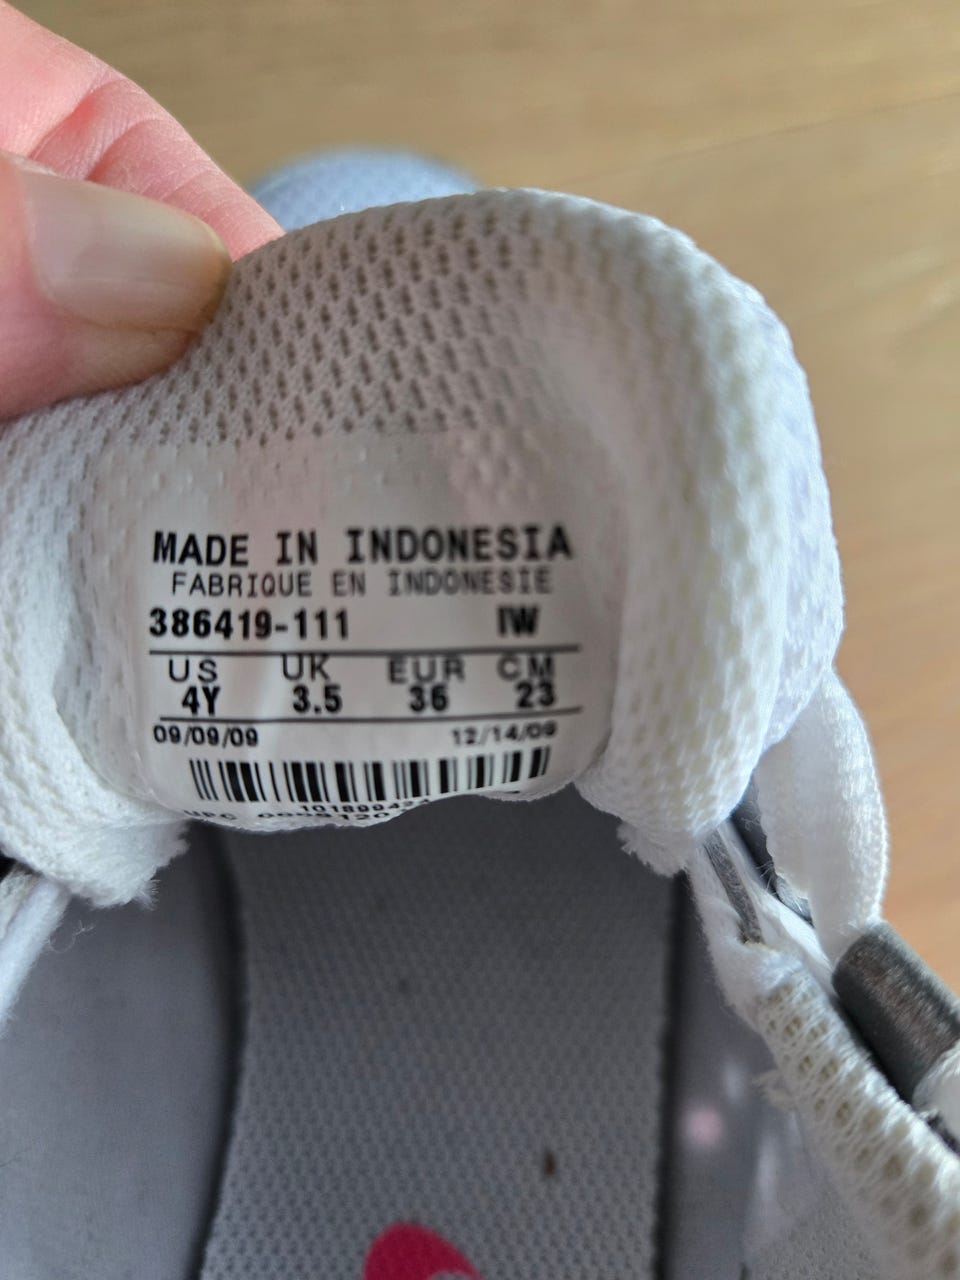 MADE IN INDONESIA
FABRIQUE EN INDONESIE
386419-111 IW
US UK EUR CM
4Y 3.5 36 23
09/09/09 12/14/09
UPC